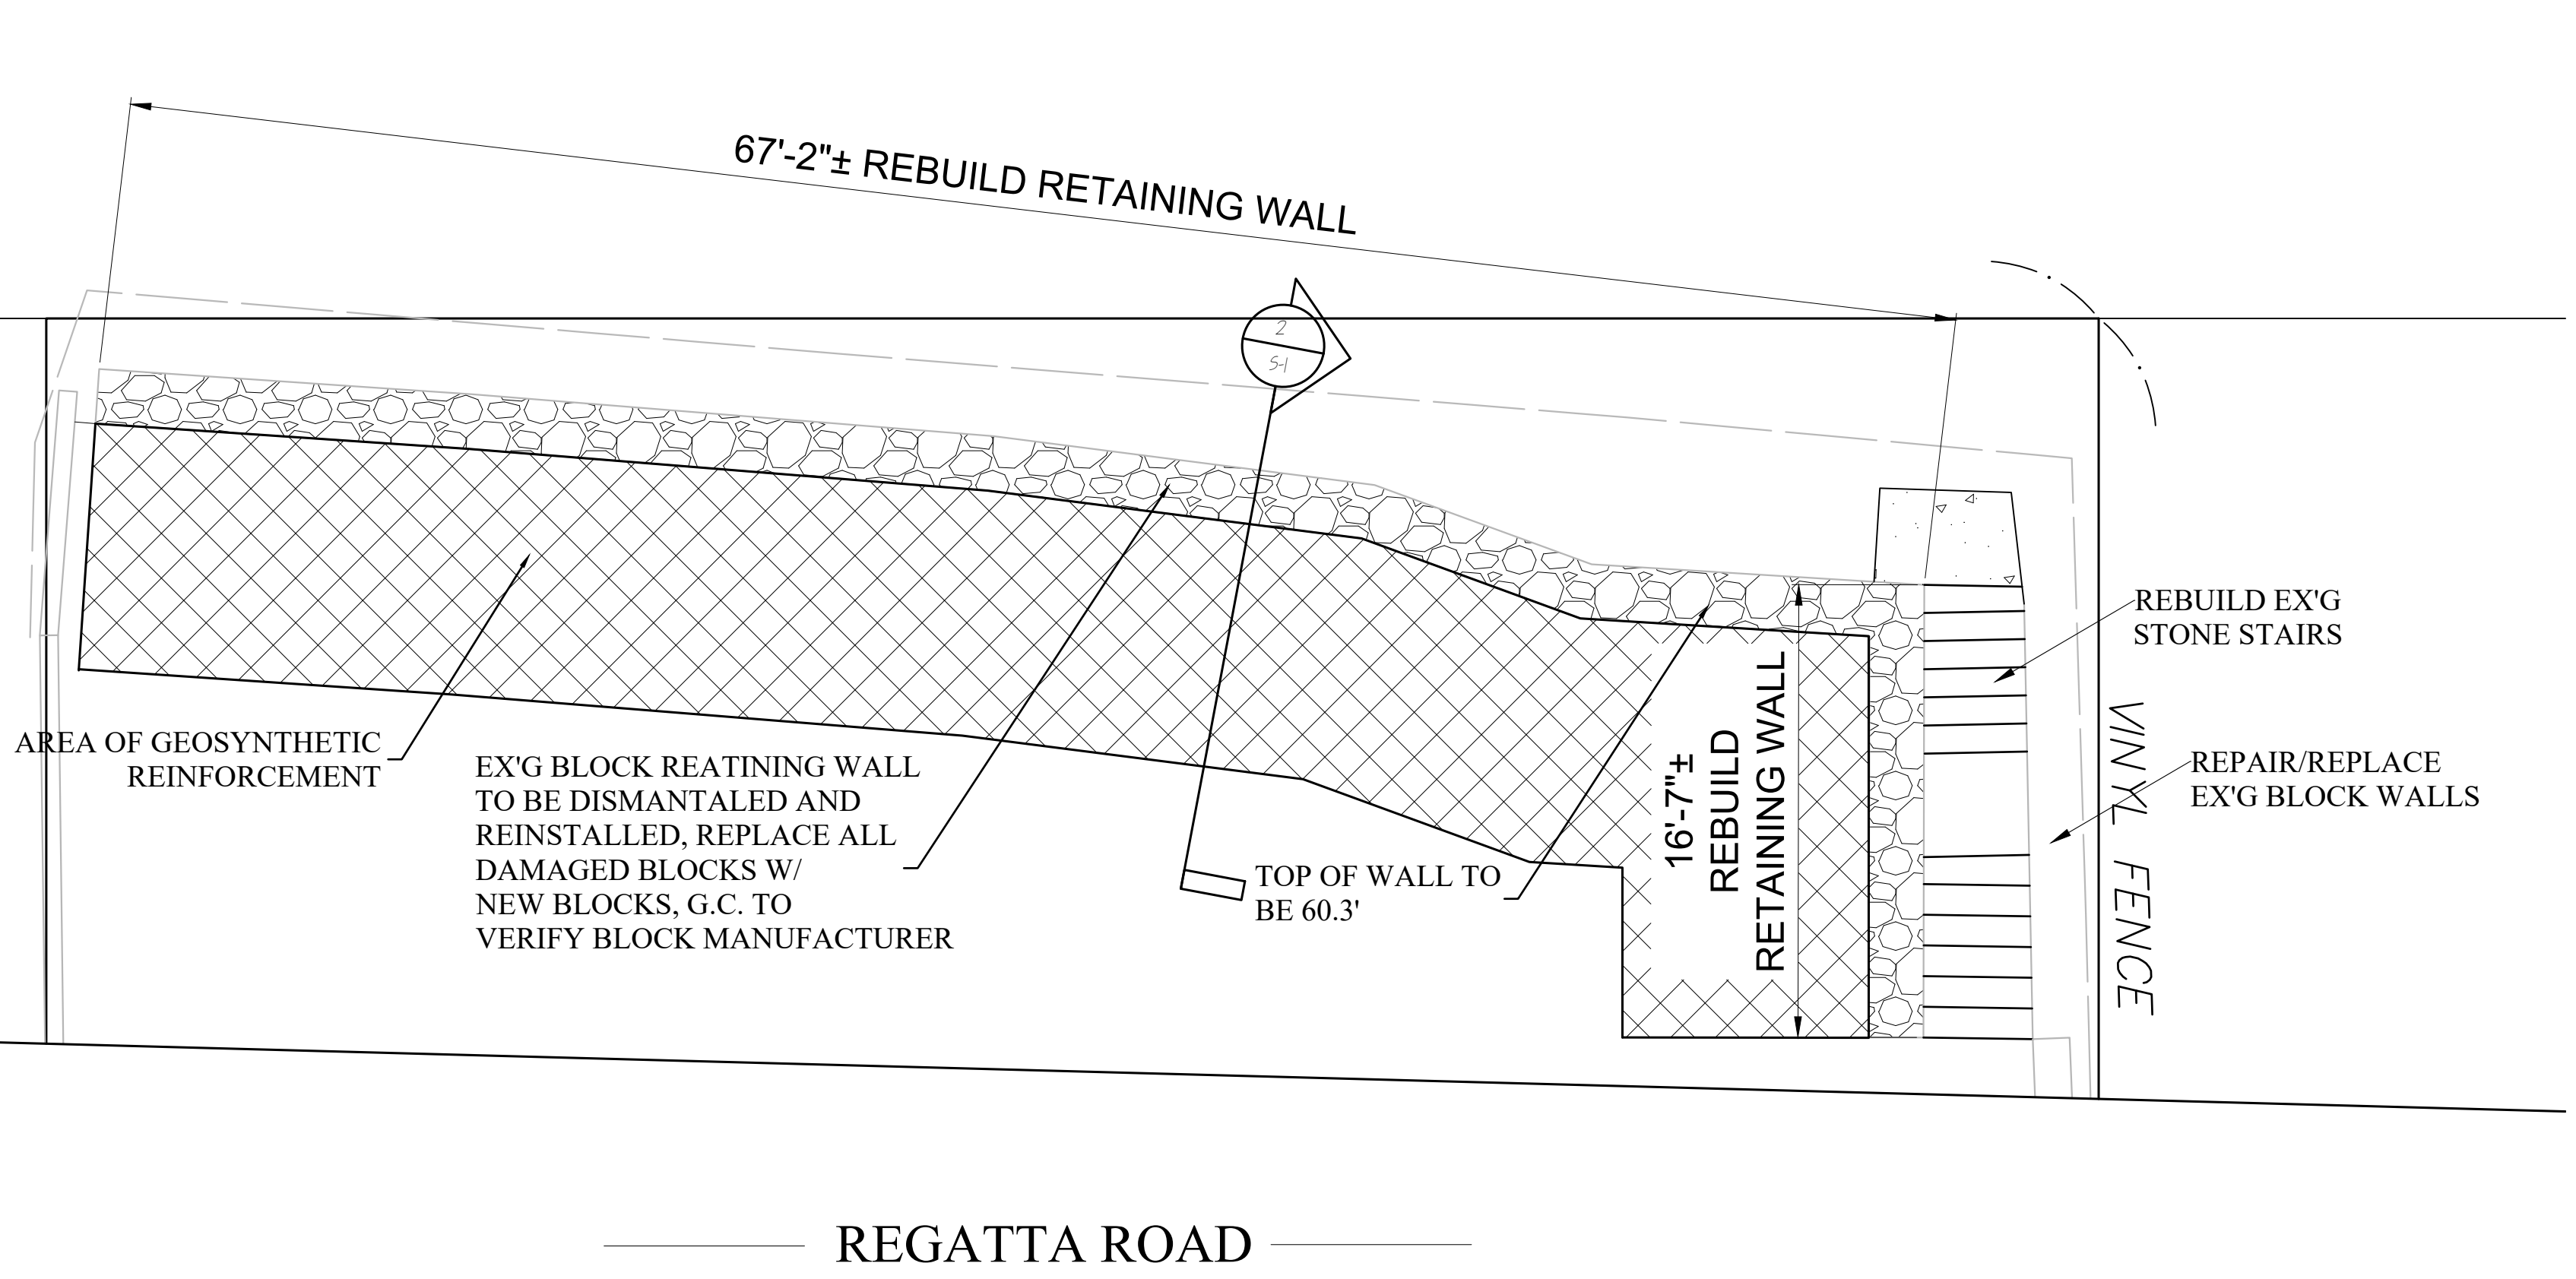 67'-2"± REBUILD RETAINING WALL
2
S-1
REBUILD EX'G
STONE STAIRS
AREA OF GEOSYNTHETIC
REINFORCEMENT
EX'G BLOCK REATINING WALL
TO BE DISMANTALED AND
REINSTALLED, REPLACE ALL
DAMAGED BLOCKS W/
NEW BLOCKS, G.C. TO
VERIFY BLOCK MANUFACTURER
TOP OF WALL TO
BE 60.3'
16'-7"±
REBUILD
RETAINING WALL
VINYL FENCE
REPAIR/REPLACE
EX'G BLOCK WALLS
REGATTA ROAD